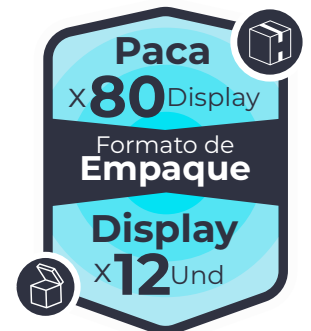 Paca
x80Display
Formato de
Empaque
Display
x12Und